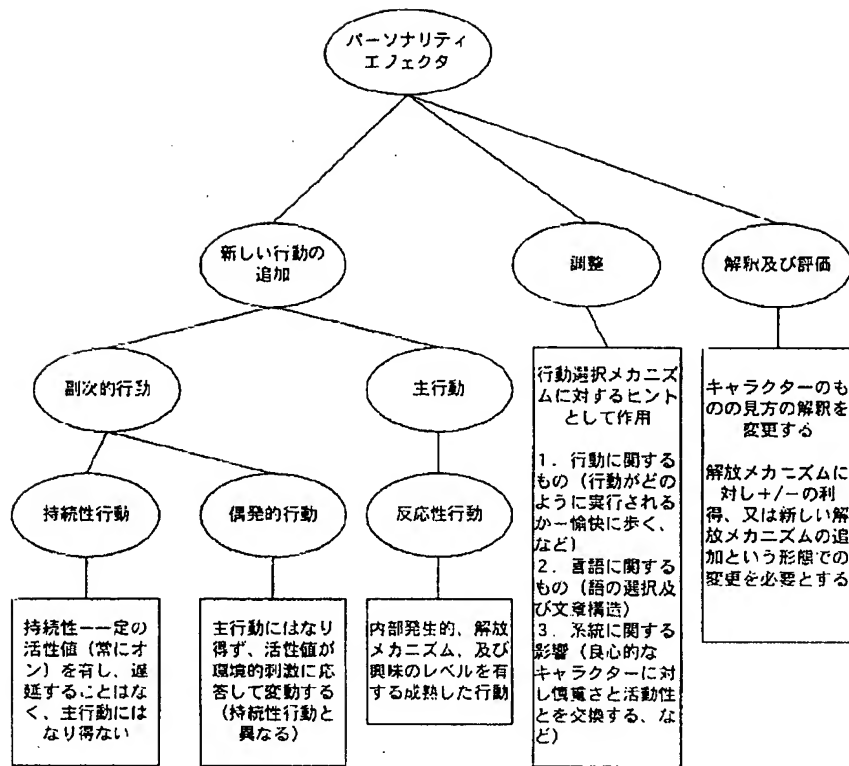 パーソナリティ
エフェクタ
新しい行動の
追加
調整
解釈及び評価
副次的行動
主行動
持続性行動
偶発的行動
反応性行動
持続性ー一定の
活性値(常にオ
ン)を有し、遅
延することはな
く、主行動には
なり得ない
主行動にはなり
得ず、活性値が
環境的刺激に応
答して変動する
(持続性行動と
異なる)
内部発生的、解放
メカニズム、及び
興味のレベルを有
する成熟した行動
行動選択メカニズ
ムに対するヒント
として作用
1.行動に関する
もの(行動がどの
ように実行される
かー愉快に歩く、
など)
2.言語に関する
もの(語の選択及
び文章構造)
3.系統に関する
影響(良心的な
キャラクターに対
し慎重さと活動性
とを交換する、な
ど)
キャラクターのも
のの見方の解釈を
変更する
解放メカニズムに
対し+/-の利
得、又は新しい解
放メカニズムの追
加という形態での
変更を必要とする